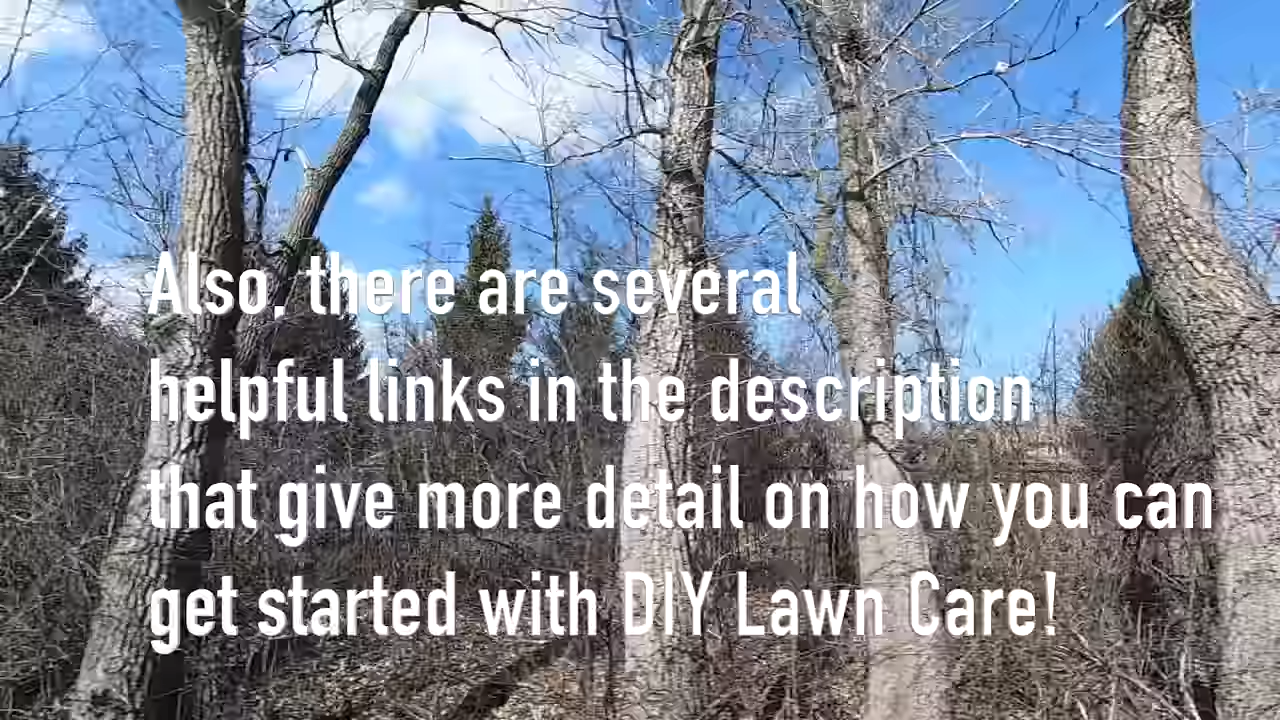 Also, there are several
helpful links in the description
that give more detail on how you can
get started with DIY Lawn Care!